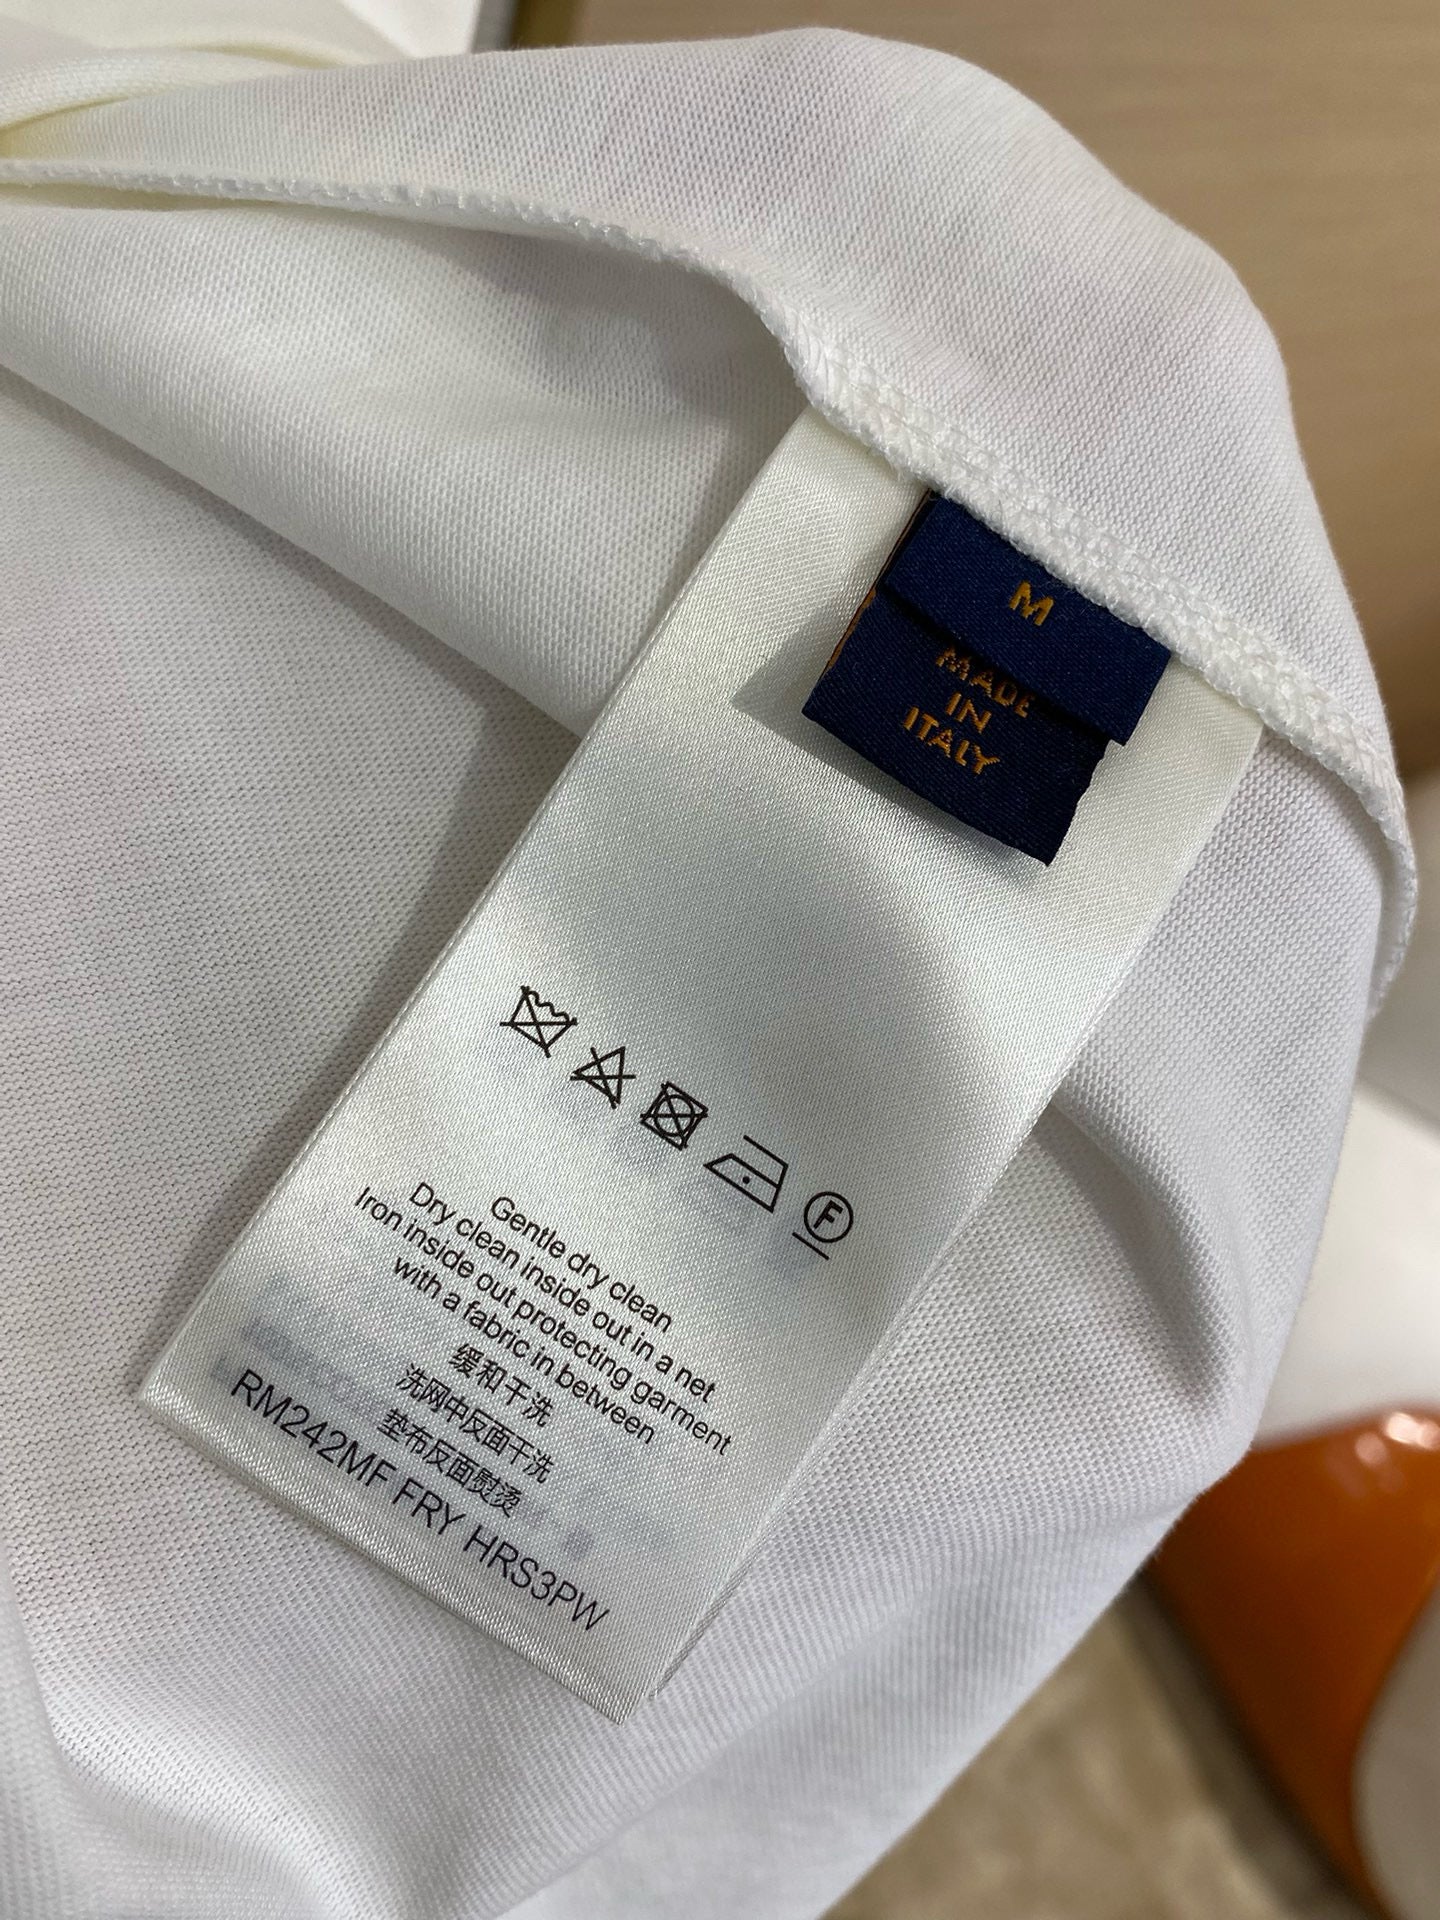 M
MADE
IN
ITALY
F
Gentle dry clean
Dry clean inside out in a net
Iron inside out protecting garment
with a fabric in between
缓和干洗
洗网中反面干洗
垫布反面熨烫
RM242MF FRY HRS3PW